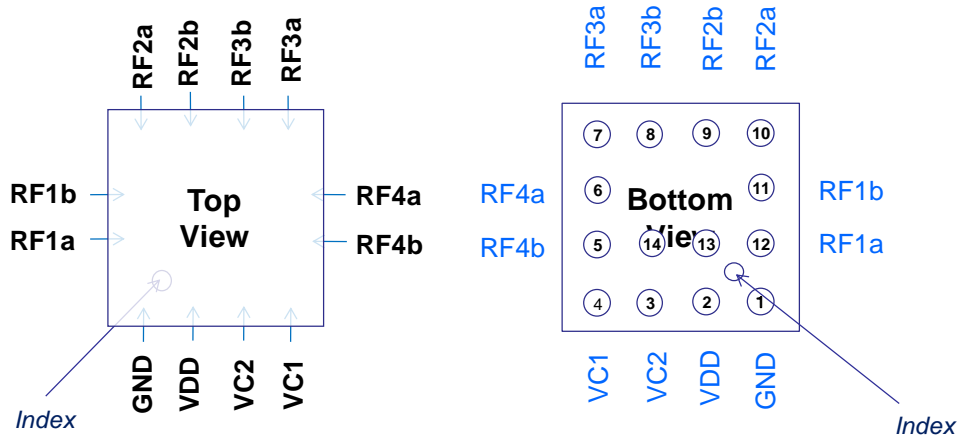 RF2a
RF2b
RF3b
RF3a
RF1b
RF1a
Top
View
RF4a
RF4b
GND
VDD
VC2
VC1
Index
RF3a
RF3b
RF2b
RF2a
7
8
9
10
RF4a
6
Bottom
11
RF1b
RF4b
5
14
View
13
12
RF1a
4
3
2
1
VC1
VC2
VDD
GND
Index